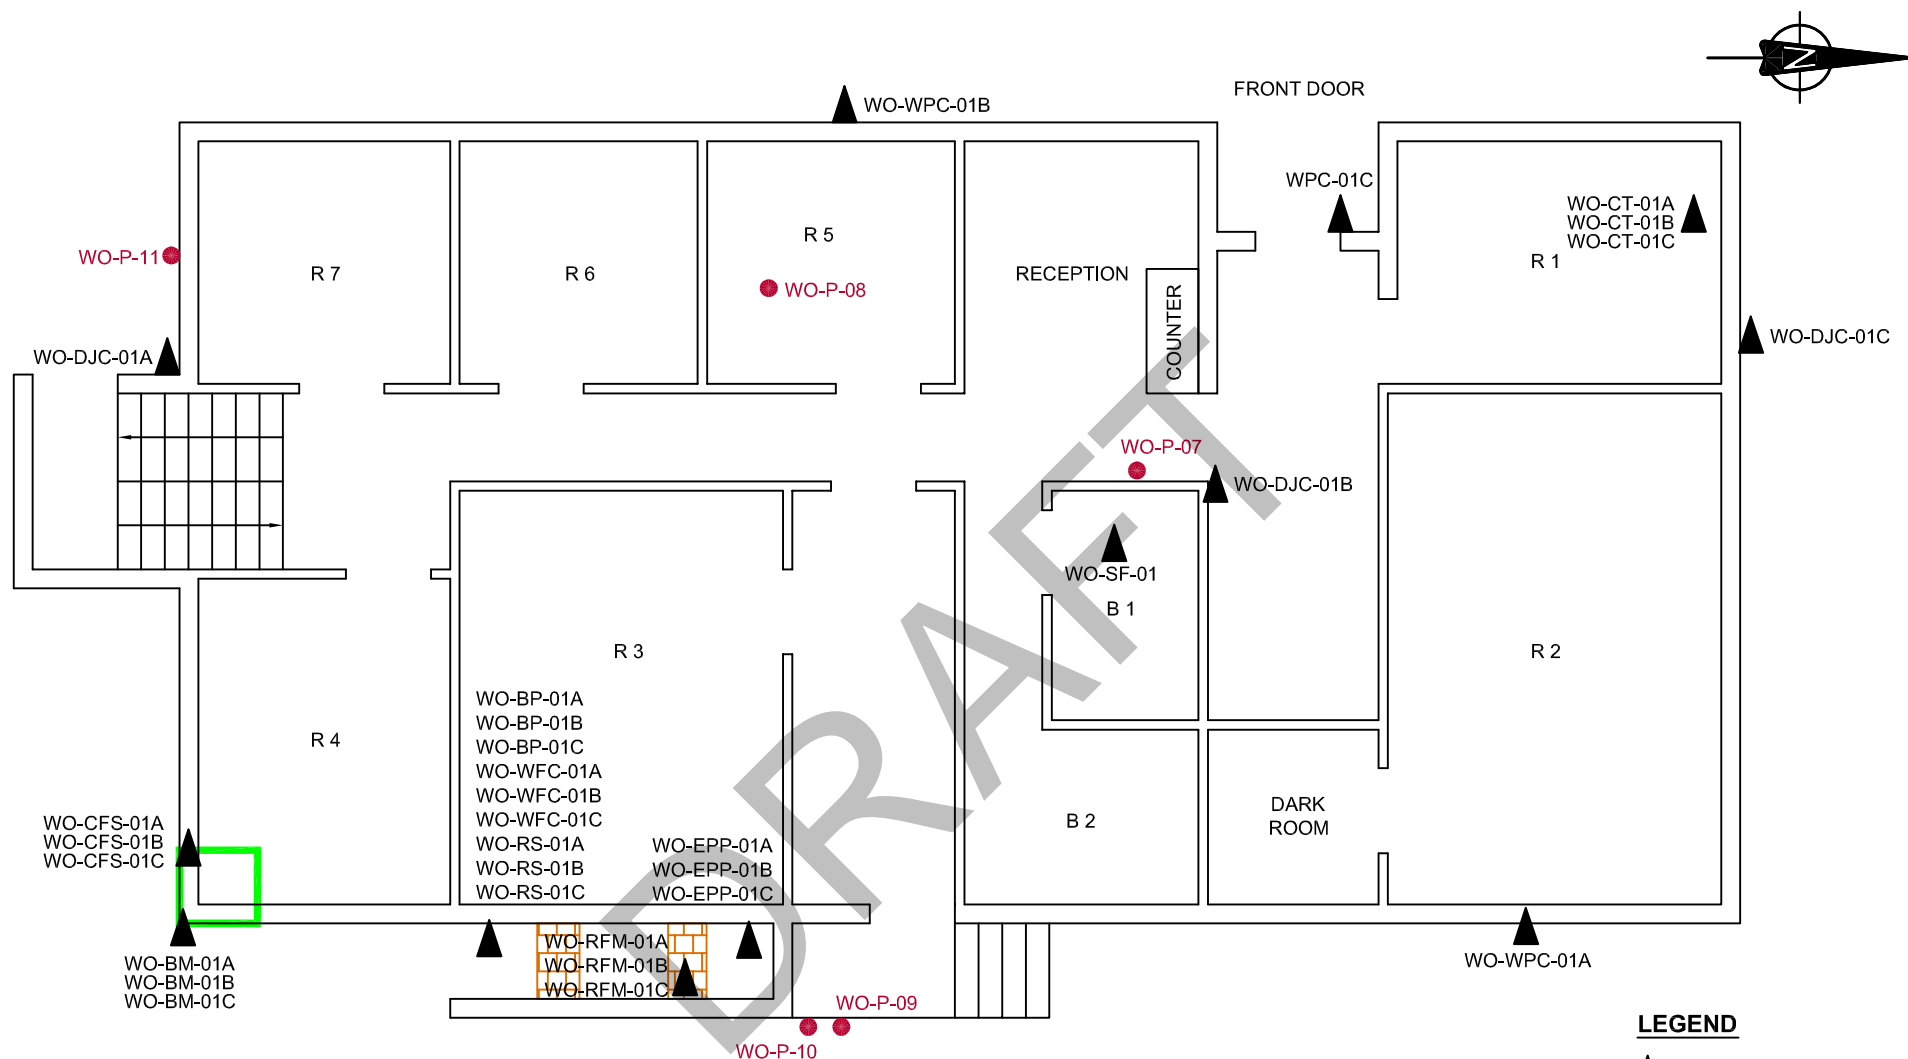 N
FRONT DOOR
WO-WPC-01B
WPC-01C
WO-CT-01A
WO-CT-01B
WO-CT-01C
R 1
WO-P-11
R 7
R 6
R 5
WO-P-08
RECEPTION
COUNTER
WO-DJC-01A
WO-DJC-01C
WO-P-07
WO-DJC-01B
WO-SF-01
B 1
R 3
R 2
WO-BP-01A
WO-BP-01B
WO-BP-01C
WO-WFC-01A
WO-WFC-01B
WO-WFC-01C
WO-RS-01A
WO-RS-01B
WO-RS-01C
R 4
WO-EPP-01A
WO-EPP-01B
WO-EPP-01C
B 2
DARK
ROOM
WO-CFS-01A
WO-CFS-01B
WO-CFS-01C
WO-BM-01A
WO-BM-01B
WO-BM-01C
WO-RFM-01A
WO-RFM-01B
WO-RFM-01C
WO-WPC-01A
WO-P-09
WO-P-10
LEGEND
DRAFT